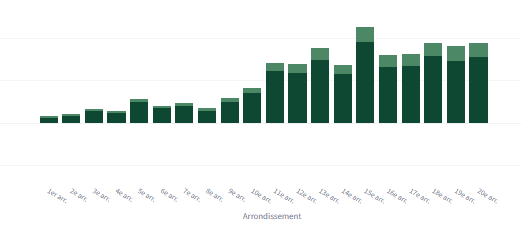 1er arr.
2e arr.
3e arr.
4e arr.
5e arr.
6e arr.
7e arr.
8e arr.
9e arr.
10e arr.
11e arr.
12e arr.
13e arr.
14e arr.
15e arr.
16e arr.
17e arr.
18e arr.
19e arr.
20e arr.
Arrondissement